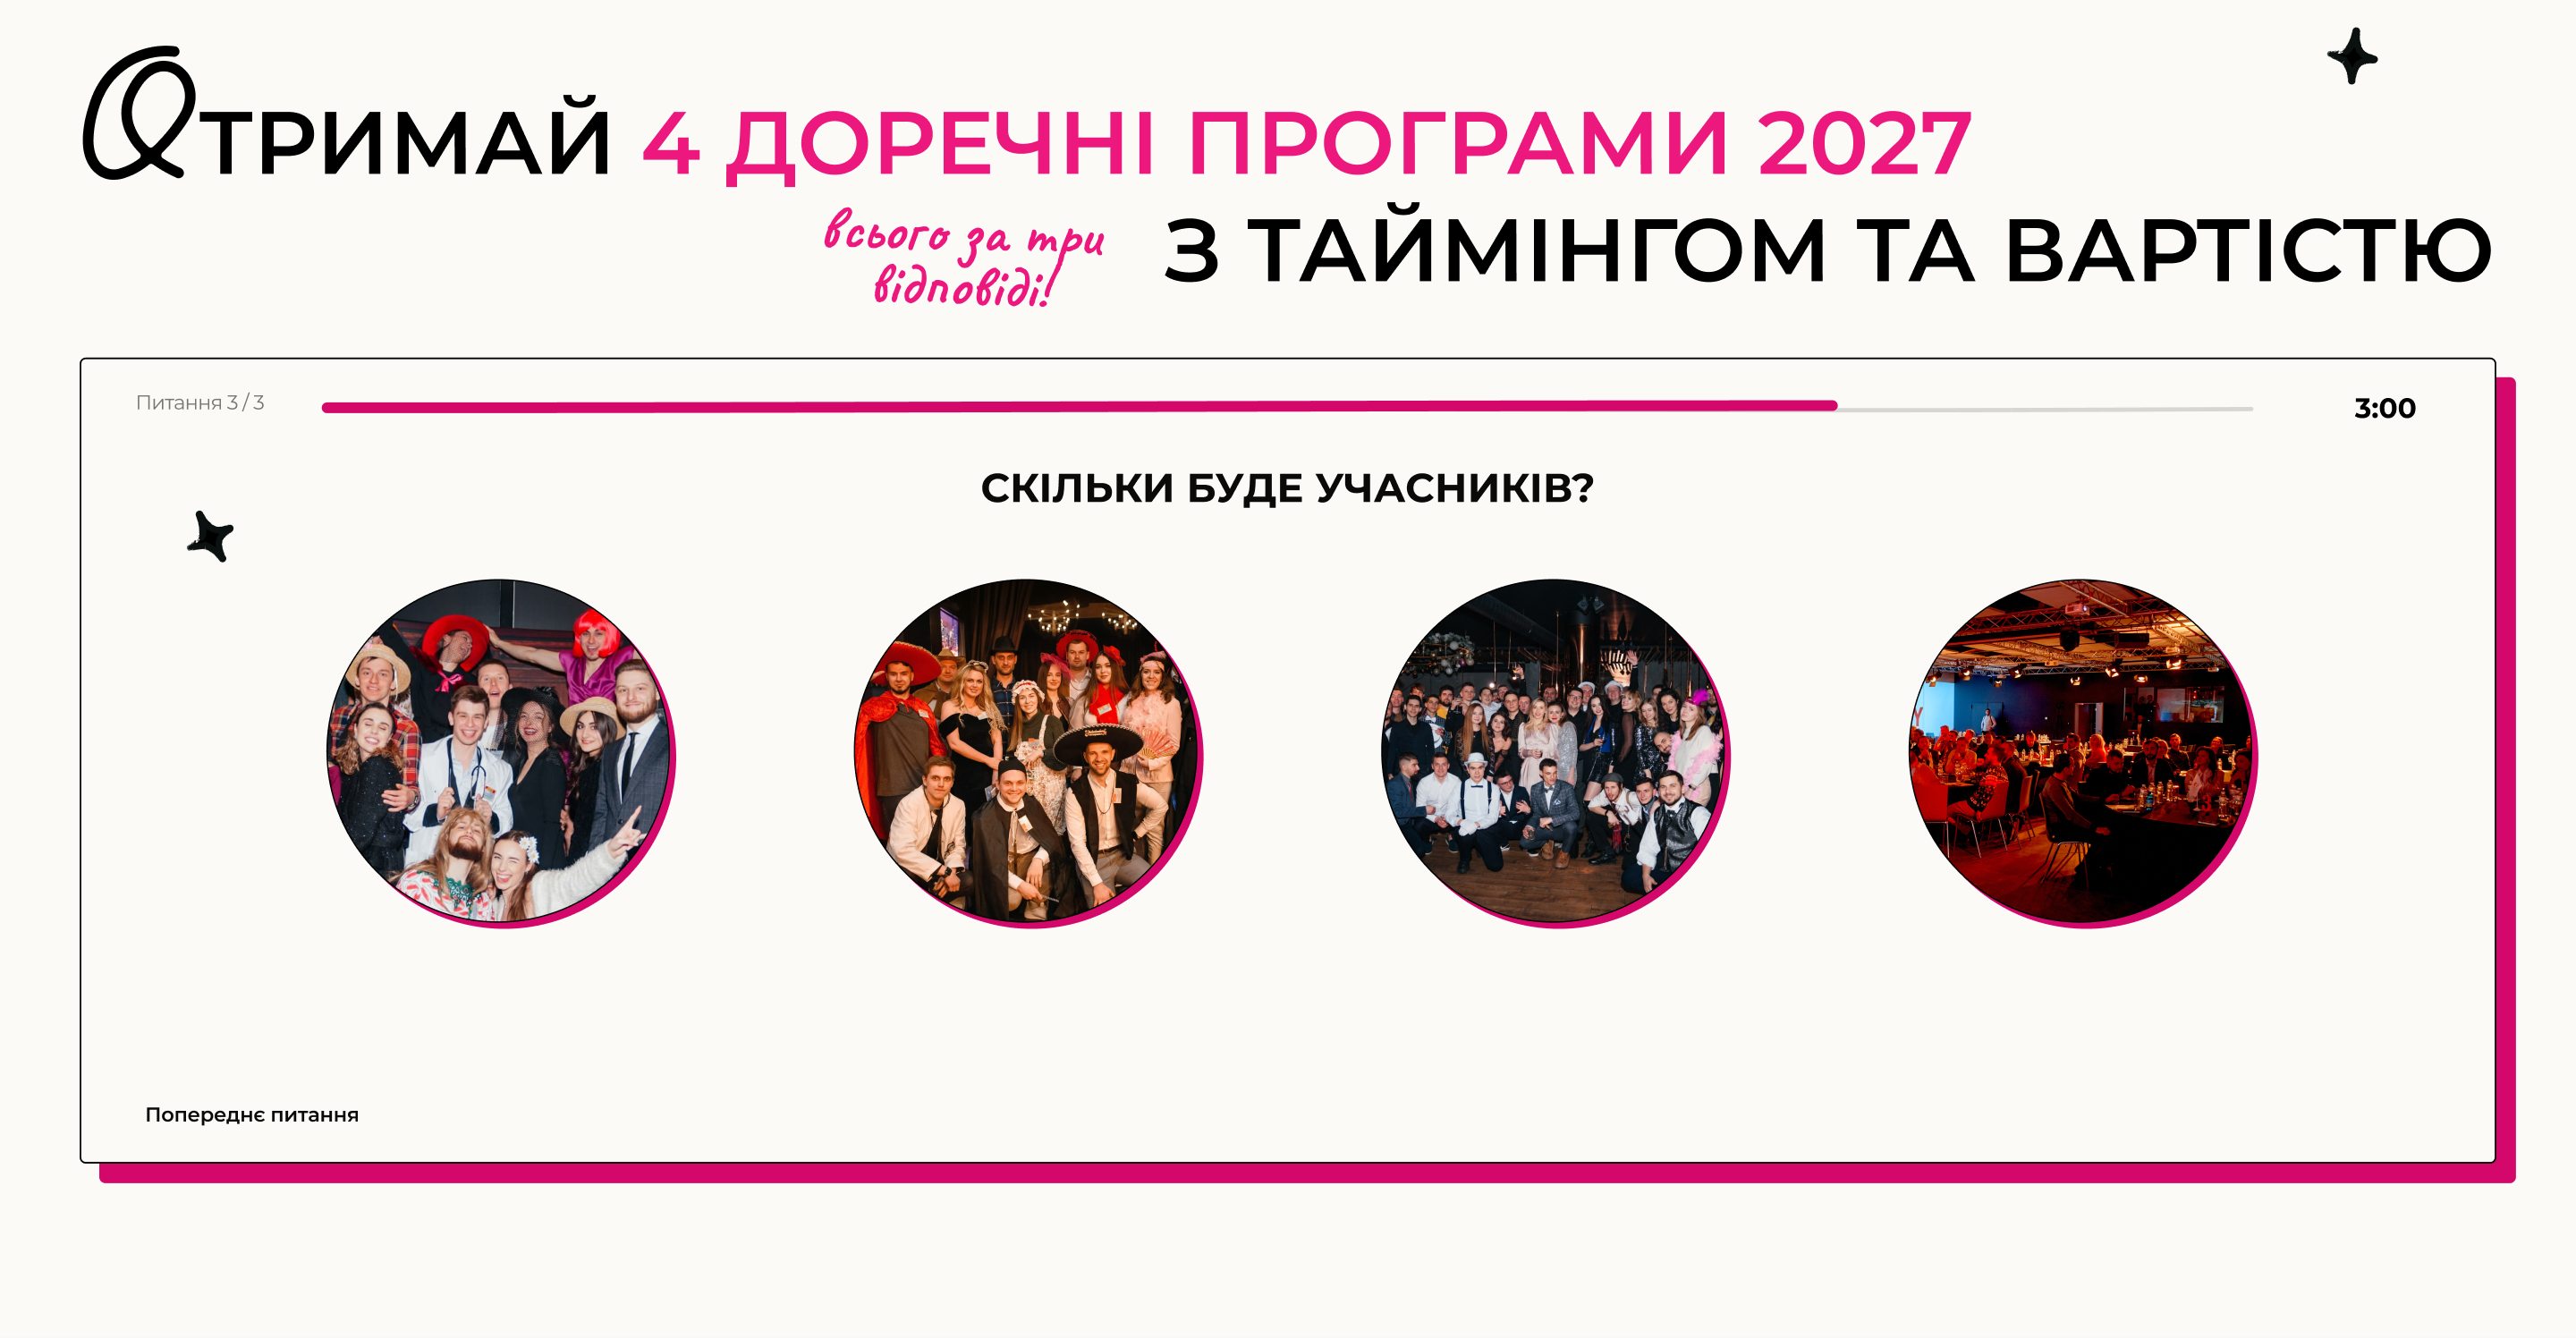 ОТРИМАЙ 4 ДОРЕЧНІ ПРОГРАМИ 2027
всього за три
відповіді!
З ТАЙМІНГОМ ТА ВАРТІСТЮ
Питання 3 / 3
3:00
СКІЛЬКИ БУДЕ УЧАСНИКІВ?
Попереднє питання